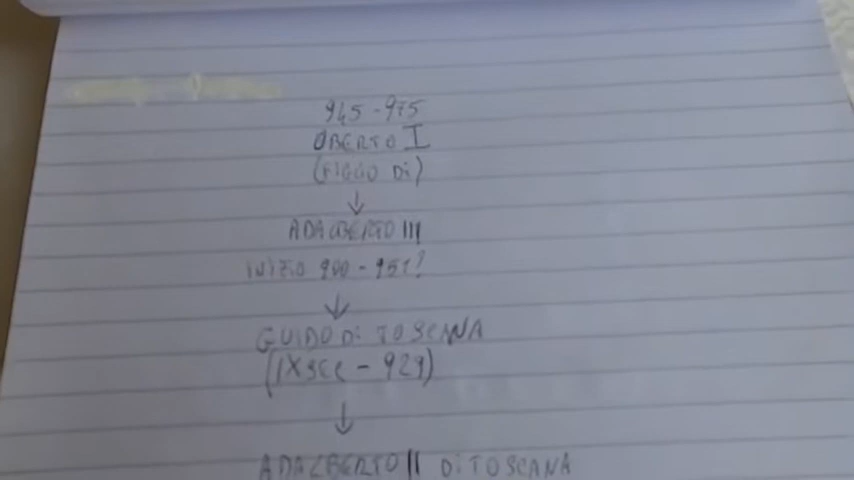 945-975
OBERTO I
(FIGLIO Di)
ADALBERTO III
INIZIO 900-951?
GUIDO Di TOSCANA
(IX sec - 929)
ADALBERTO II Di TOSCANA